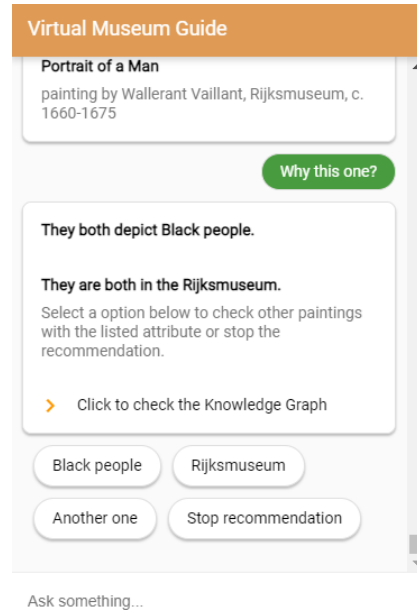 Virtual Museum Guide
Portrait of a Man
painting by Wallerant Vaillant, Rijksmuseum, c.
1660-1675
Why this one?
They both depict Black people.
They are both in the Rijksmuseum.
Select a option below to check other paintings
with the listed attribute or stop the
recommendation.
Click to check the Knowledge Graph
Black people
Rijksmuseum
Another one
Stop recommendation
Ask something...